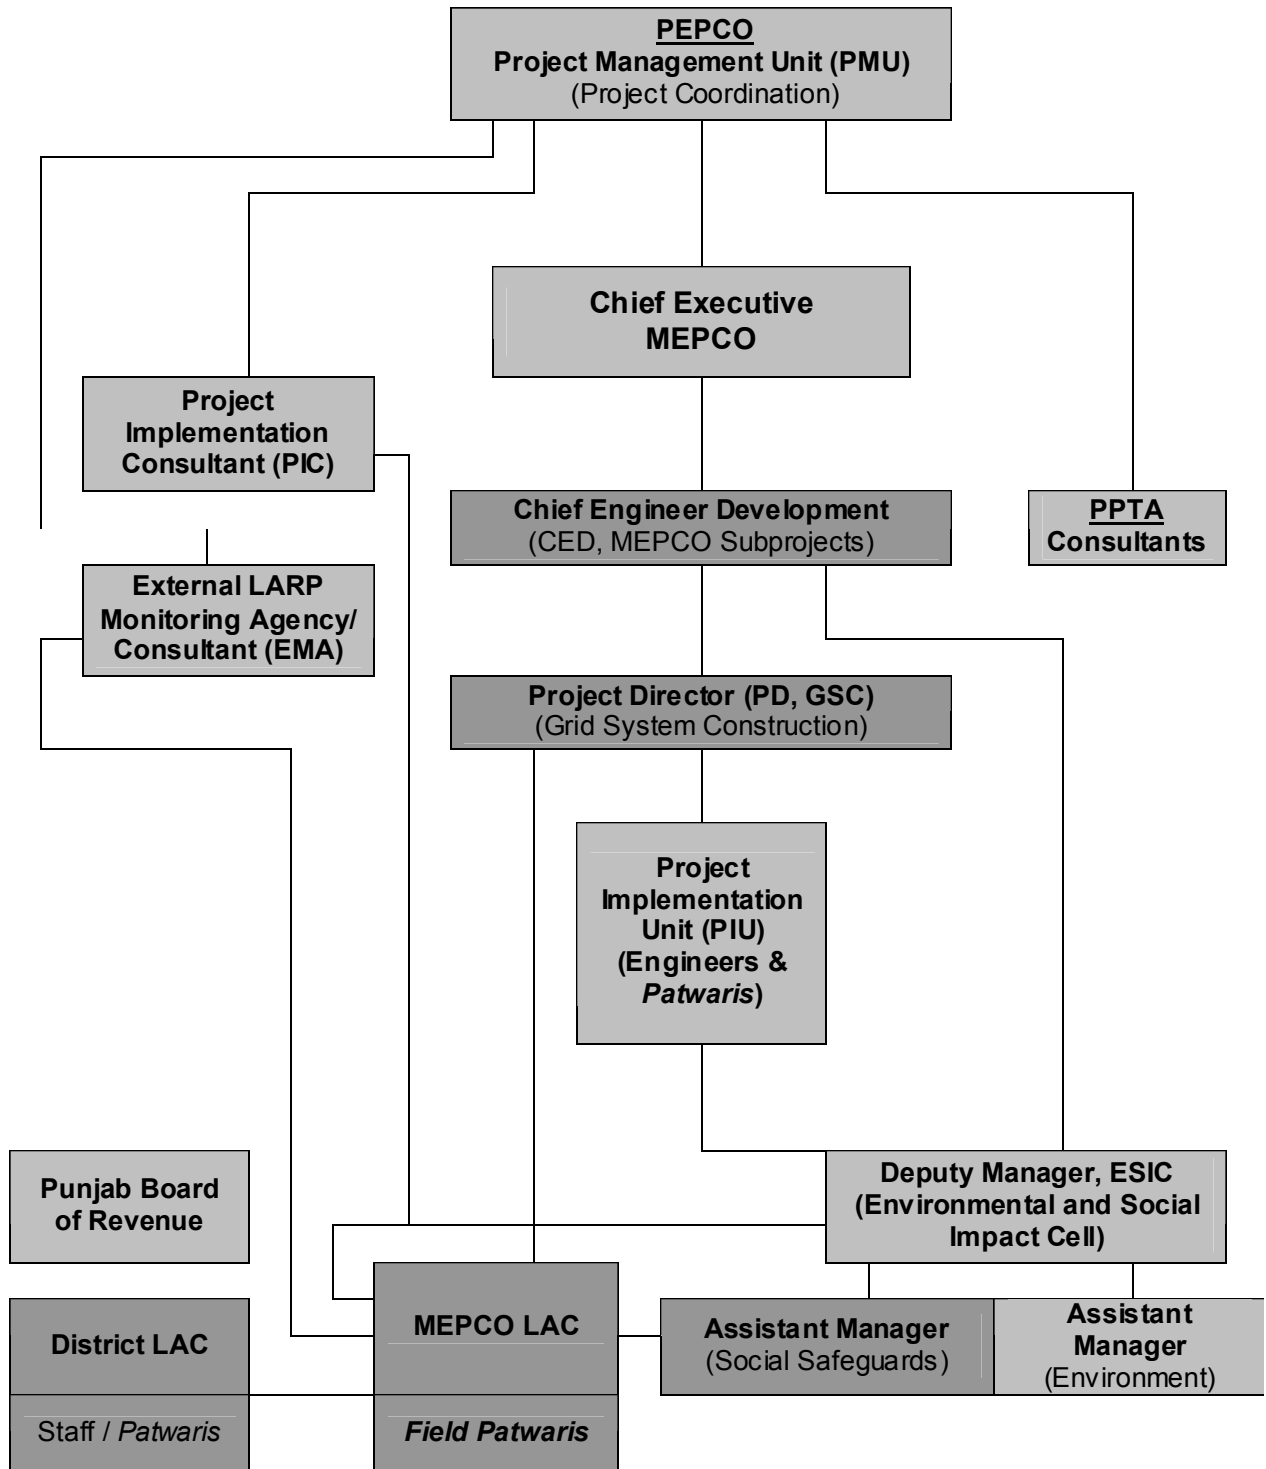 PEPCO
Project Management Unit (PMU)
(Project Coordination)
Chief Executive
MEPCO
Project
Implementation
Consultant (PIC)
Chief Engineer Development
(CED, MEPCO Subprojects)
PPTA
Consultants
External LARP
Monitoring Agency/
Consultant (EMA)
Project Director (PD, GSC)
(Grid System Construction)
Project
Implementation
Unit (PIU)
(Engineers &
Patwaris)
Punjab Board
of Revenue
Deputy Manager, ESIC
(Environmental and Social
Impact Cell)
District LAC
Staff / Patwaris
MEPCO LAC
Field Patwaris
Assistant Manager
(Social Safeguards)
Assistant
Manager
(Environment)